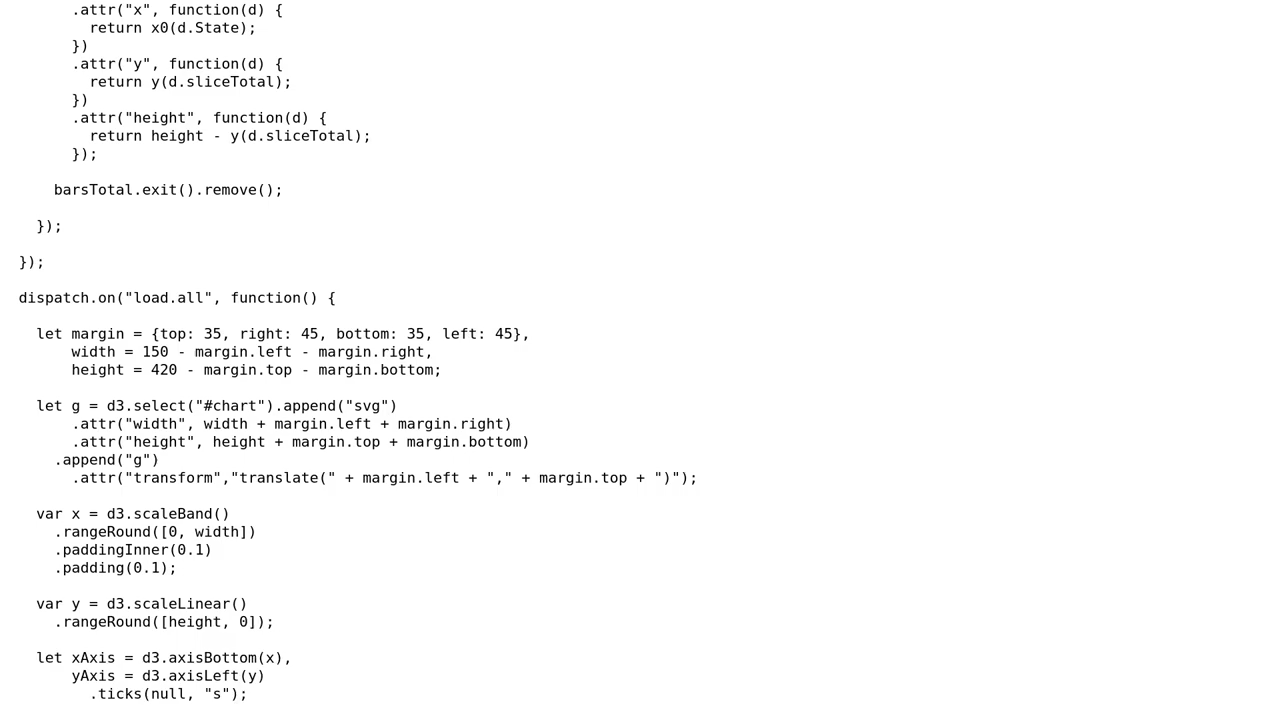 .attr("x", function(d) {
        return x0(d.State);
      })
      .attr("y", function(d) {
        return y(d.sliceTotal);
      })
      .attr("height", function(d) {
        return height - y(d.sliceTotal);
      });

    barsTotal.exit().remove();

  });

});

dispatch.on("load.all", function() {

  let margin = {top: 35, right: 45, bottom: 35, left: 45},
      width = 150 - margin.left - margin.right,
      height = 420 - margin.top - margin.bottom;

  let g = d3.select("#chart").append("svg")
      .attr("width", width + margin.left + margin.right)
      .attr("height", height + margin.top + margin.bottom)
    .append("g")
      .attr("transform","translate(" + margin.left + "," + margin.top + ")");

  var x = d3.scaleBand()
    .rangeRound([0, width])
    .paddingInner(0.1)
    .padding(0.1);

  var y = d3.scaleLinear()
    .rangeRound([height, 0]);

  let xAxis = d3.axisBottom(x),
      yAxis = d3.axisLeft(y)
        .ticks(null, "s");